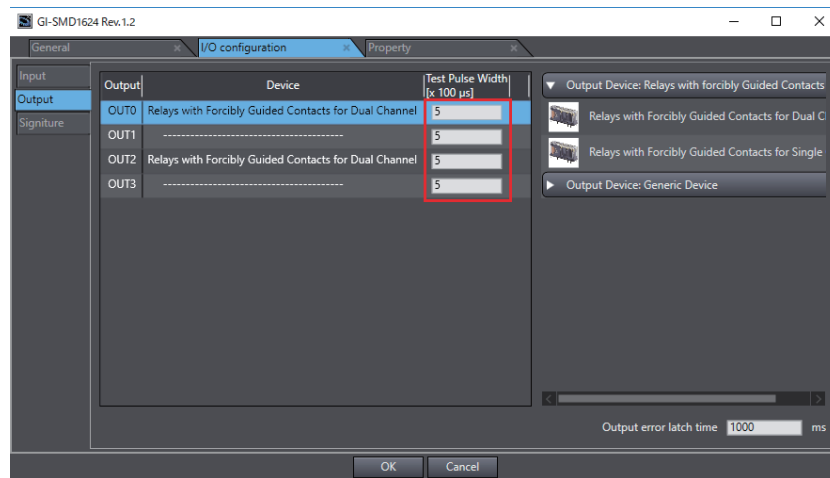 GI-SMD1624 Rev.1.2
General
I/O configuration
Property
Input
Output
Signiture
Output Device Test Pulse Width
[x 100 µs]
OUT0 Relays with Forcibly Guided Contacts for Dual Channel 5
OUT1 --------------------------------------- 5
OUT2 Relays with Forcibly Guided Contacts for Dual Channel 5
OUT3 --------------------------------------- 5
Output Device: Relays with forcibly Guided Contacts
Relays with Forcibly Guided Contacts for Dual C
Relays with Forcibly Guided Contacts for Single
Output Device: Generic Device
Output error latch time 1000 ms
OK Cancel